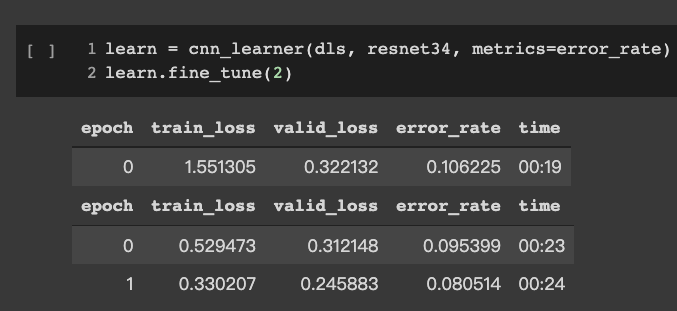 [ ] 1 learn = cnn_learner(dls, resnet34, metrics=error_rate)
2 learn.fine_tune(2)
epoch train_loss valid_loss error_rate time
0 1.551305 0.322132 0.106225 00:19
epoch train_loss valid_loss error_rate time
0 0.529473 0.312148 0.095399 00:23
1 0.330207 0.245883 0.080514 00:24